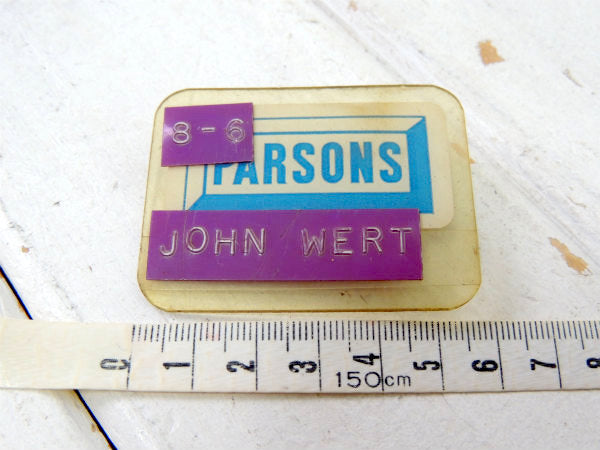 8-6
PARSONS
JOHN WERT
0 1 2 3 4 5 6 7 8
150cm